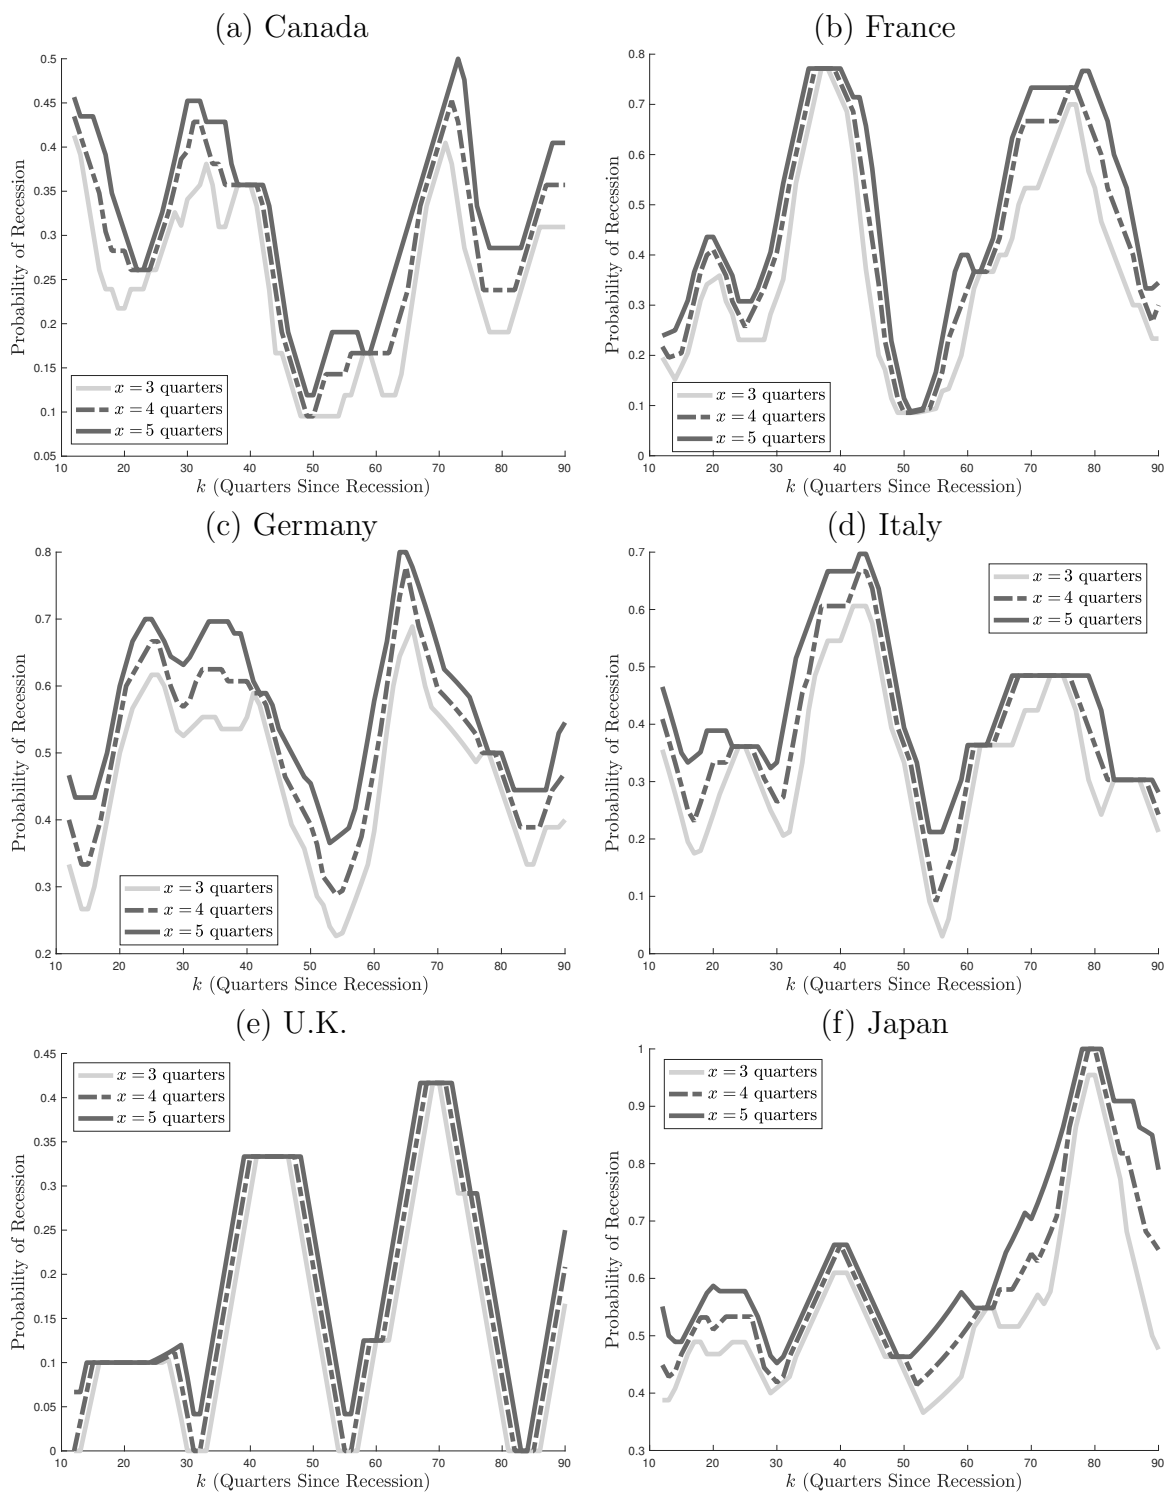 (a) Canada
0.5
0.45
0.4
0.35
0.3
0.25
0.2
0.15
0.1
0.05
Probability of Recession
x = 3 quarters
x = 4 quarters
x = 5 quarters
10 20 30 40 50 60 70 80 90
k (Quarters Since Recession)
(b) France
0.8
0.7
0.6
0.5
0.4
0.3
0.2
0.1
0
Probability of Recession
x = 3 quarters
x = 4 quarters
x = 5 quarters
10 20 30 40 50 60 70 80 90
k (Quarters Since Recession)
(c) Germany
0.8
0.7
0.6
0.5
0.4
0.3
0.2
Probability of Recession
x = 3 quarters
x = 4 quarters
x = 5 quarters
10 20 30 40 50 60 70 80 90
k (Quarters Since Recession)
(d) Italy
0.7
0.6
0.5
0.4
0.3
0.2
0.1
0
Probability of Recession
x = 3 quarters
x = 4 quarters
x = 5 quarters
10 20 30 40 50 60 70 80 90
k (Quarters Since Recession)
(e) U.K.
0.45
0.4
0.35
0.3
0.25
0.2
0.15
0.1
0.05
0
Probability of Recession
x = 3 quarters
x = 4 quarters
x = 5 quarters
10 20 30 40 50 60 70 80 90
k (Quarters Since Recession)
(f) Japan
1
0.9
0.8
0.7
0.6
0.5
0.4
0.3
Probability of Recession
x = 3 quarters
x = 4 quarters
x = 5 quarters
10 20 30 40 50 60 70 80 90
k (Quarters Since Recession)